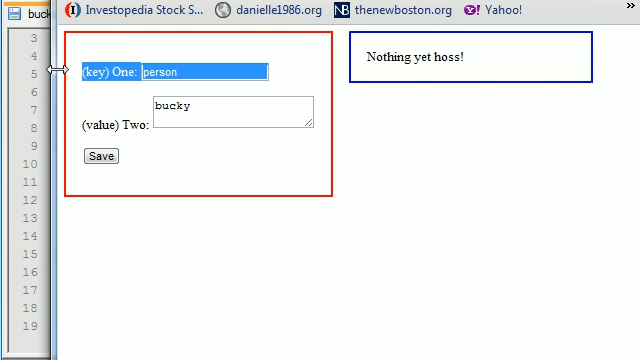 buck
Investopedia Stock S...
danielle1986.org
NB
thenewboston.org
Yahoo!
»
3
4
5
6
7
8
9
10
11
12
13
14
15
16
17
18
19
(key) One: person
(value) Two: bucky
Save
Nothing yet hoss!